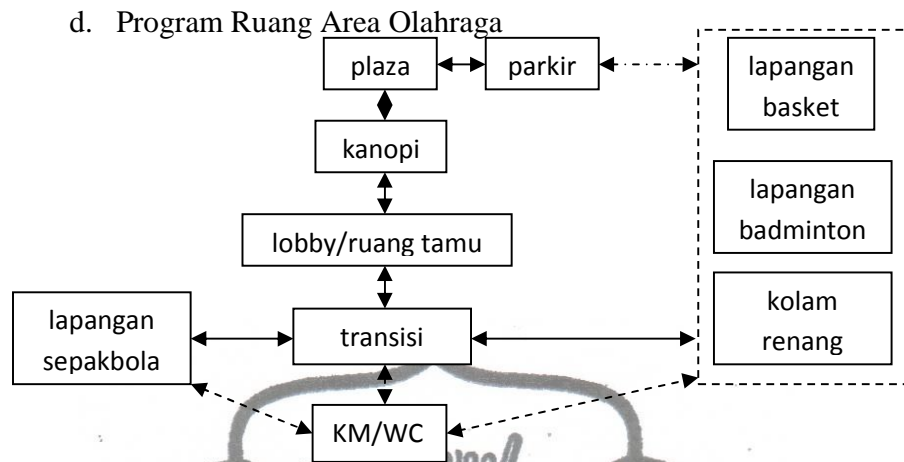 d. Program Ruang Area Olahraga
plaza
parkir
lapangan
basket
kanopi
lapangan
badminton
lobby/ruang tamu
lapangan
sepakbola
transisi
kolam
renang
KM/WC